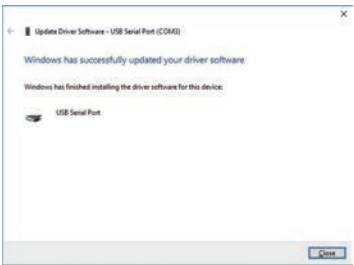 Update Driver Software - USB Serial Port (COM3)
Windows has successfully updated your driver software
Windows has finished installing the driver software for this device:
USB Serial Port
Close